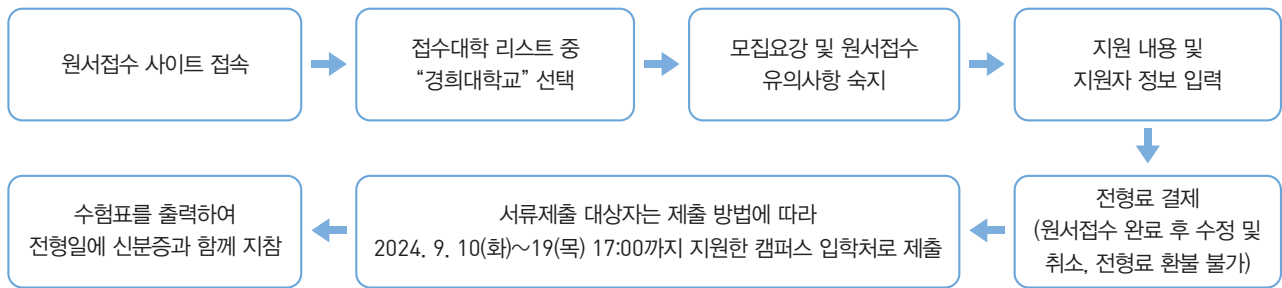 원서접수 사이트 접속
접수대학 리스트 중
“경희대학교” 선택
모집요강 및 원서접수
유의사항 숙지
지원 내용 및
지원자 정보 입력
전형료 결제
(원서접수 완료 후 수정 및
취소, 전형료 환불 불가)
서류제출 대상자는 제출 방법에 따라
2024. 9. 10(화)~19(목) 17:00까지 지원한 캠퍼스 입학처로 제출
수험표를 출력하여
전형일에 신분증과 함께 지참